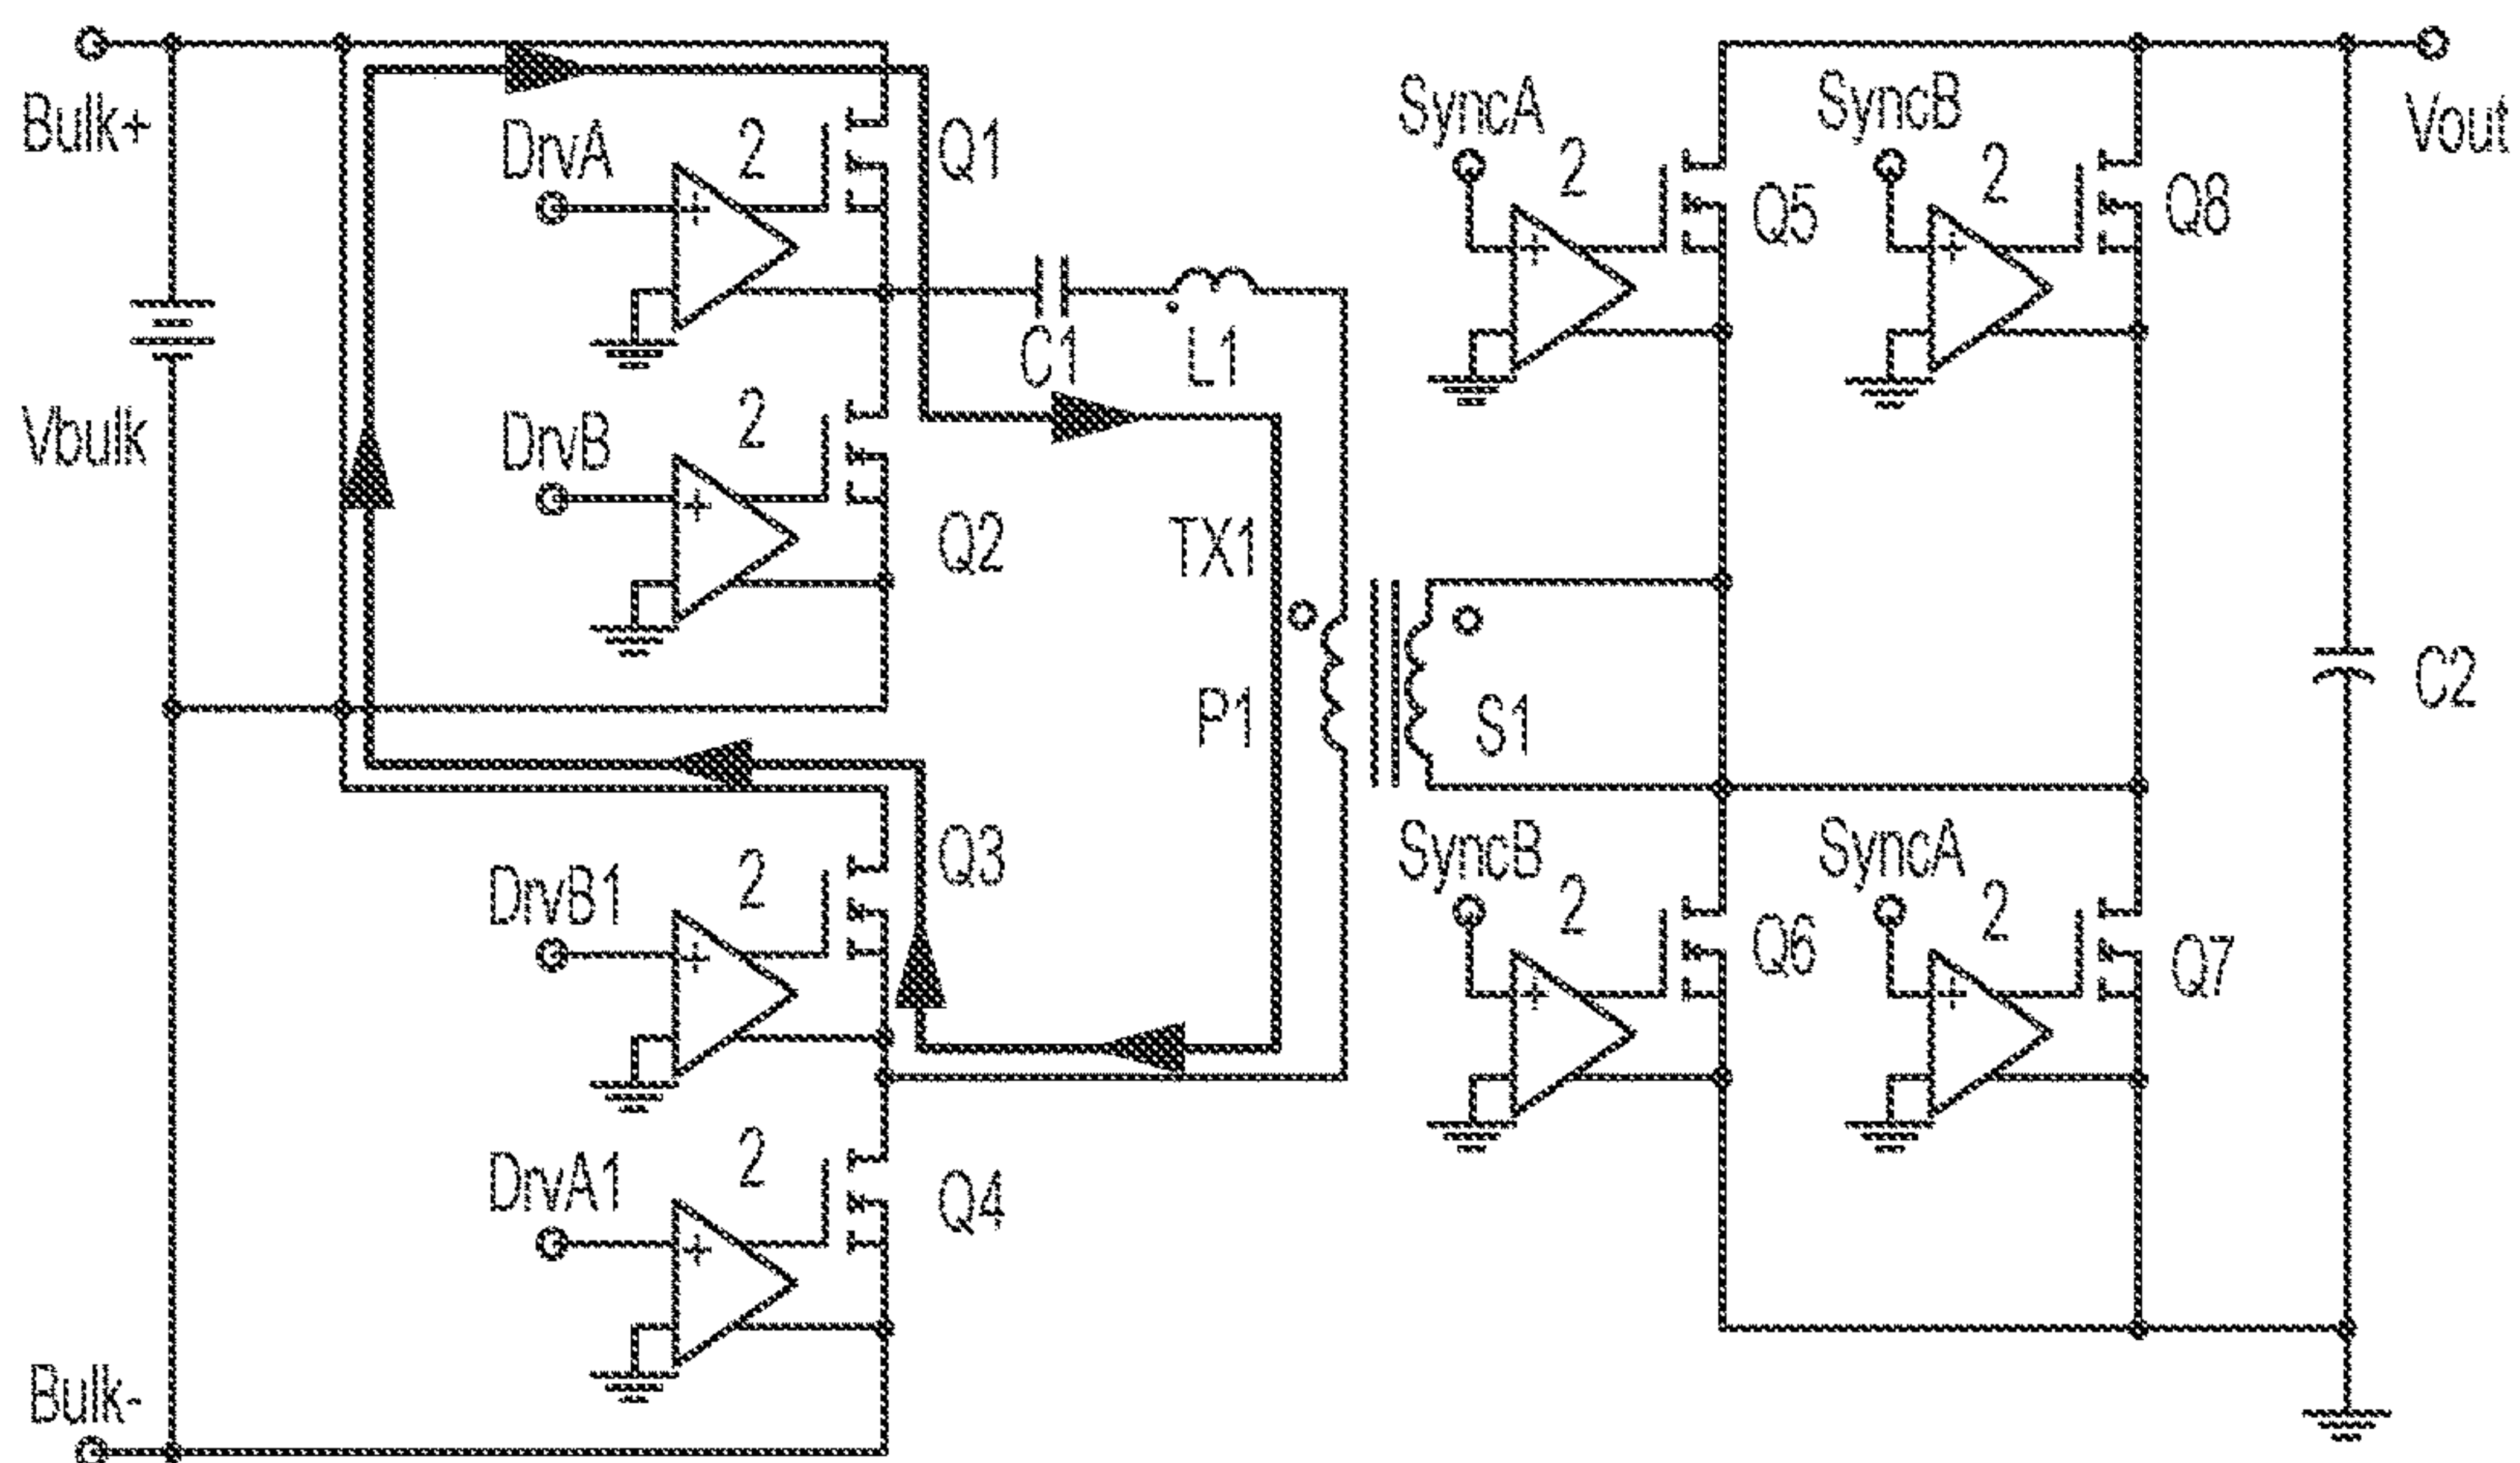 Bulk+
Vbulk
Bulk-
DrvA
2
Q1
DrvB
2
Q2
C1
L1
TX1
P1
S1
DrvB1
2
Q3
DrvA1
2
Q4
SyncA
2
Q5
SyncB
2
Q8
Vout
C2
SyncB
2
Q6
SyncA
2
Q7
+
+
+
+
+
+
+
+